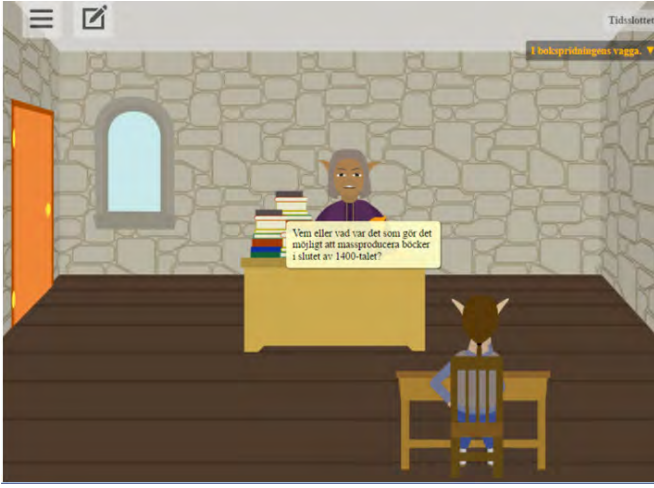 Tidsslottet
I bokspridningens vagga. ▼
Vem eller vad var det som gör det
möjligt att massproducera böcker
i slutet av 1400-talet?